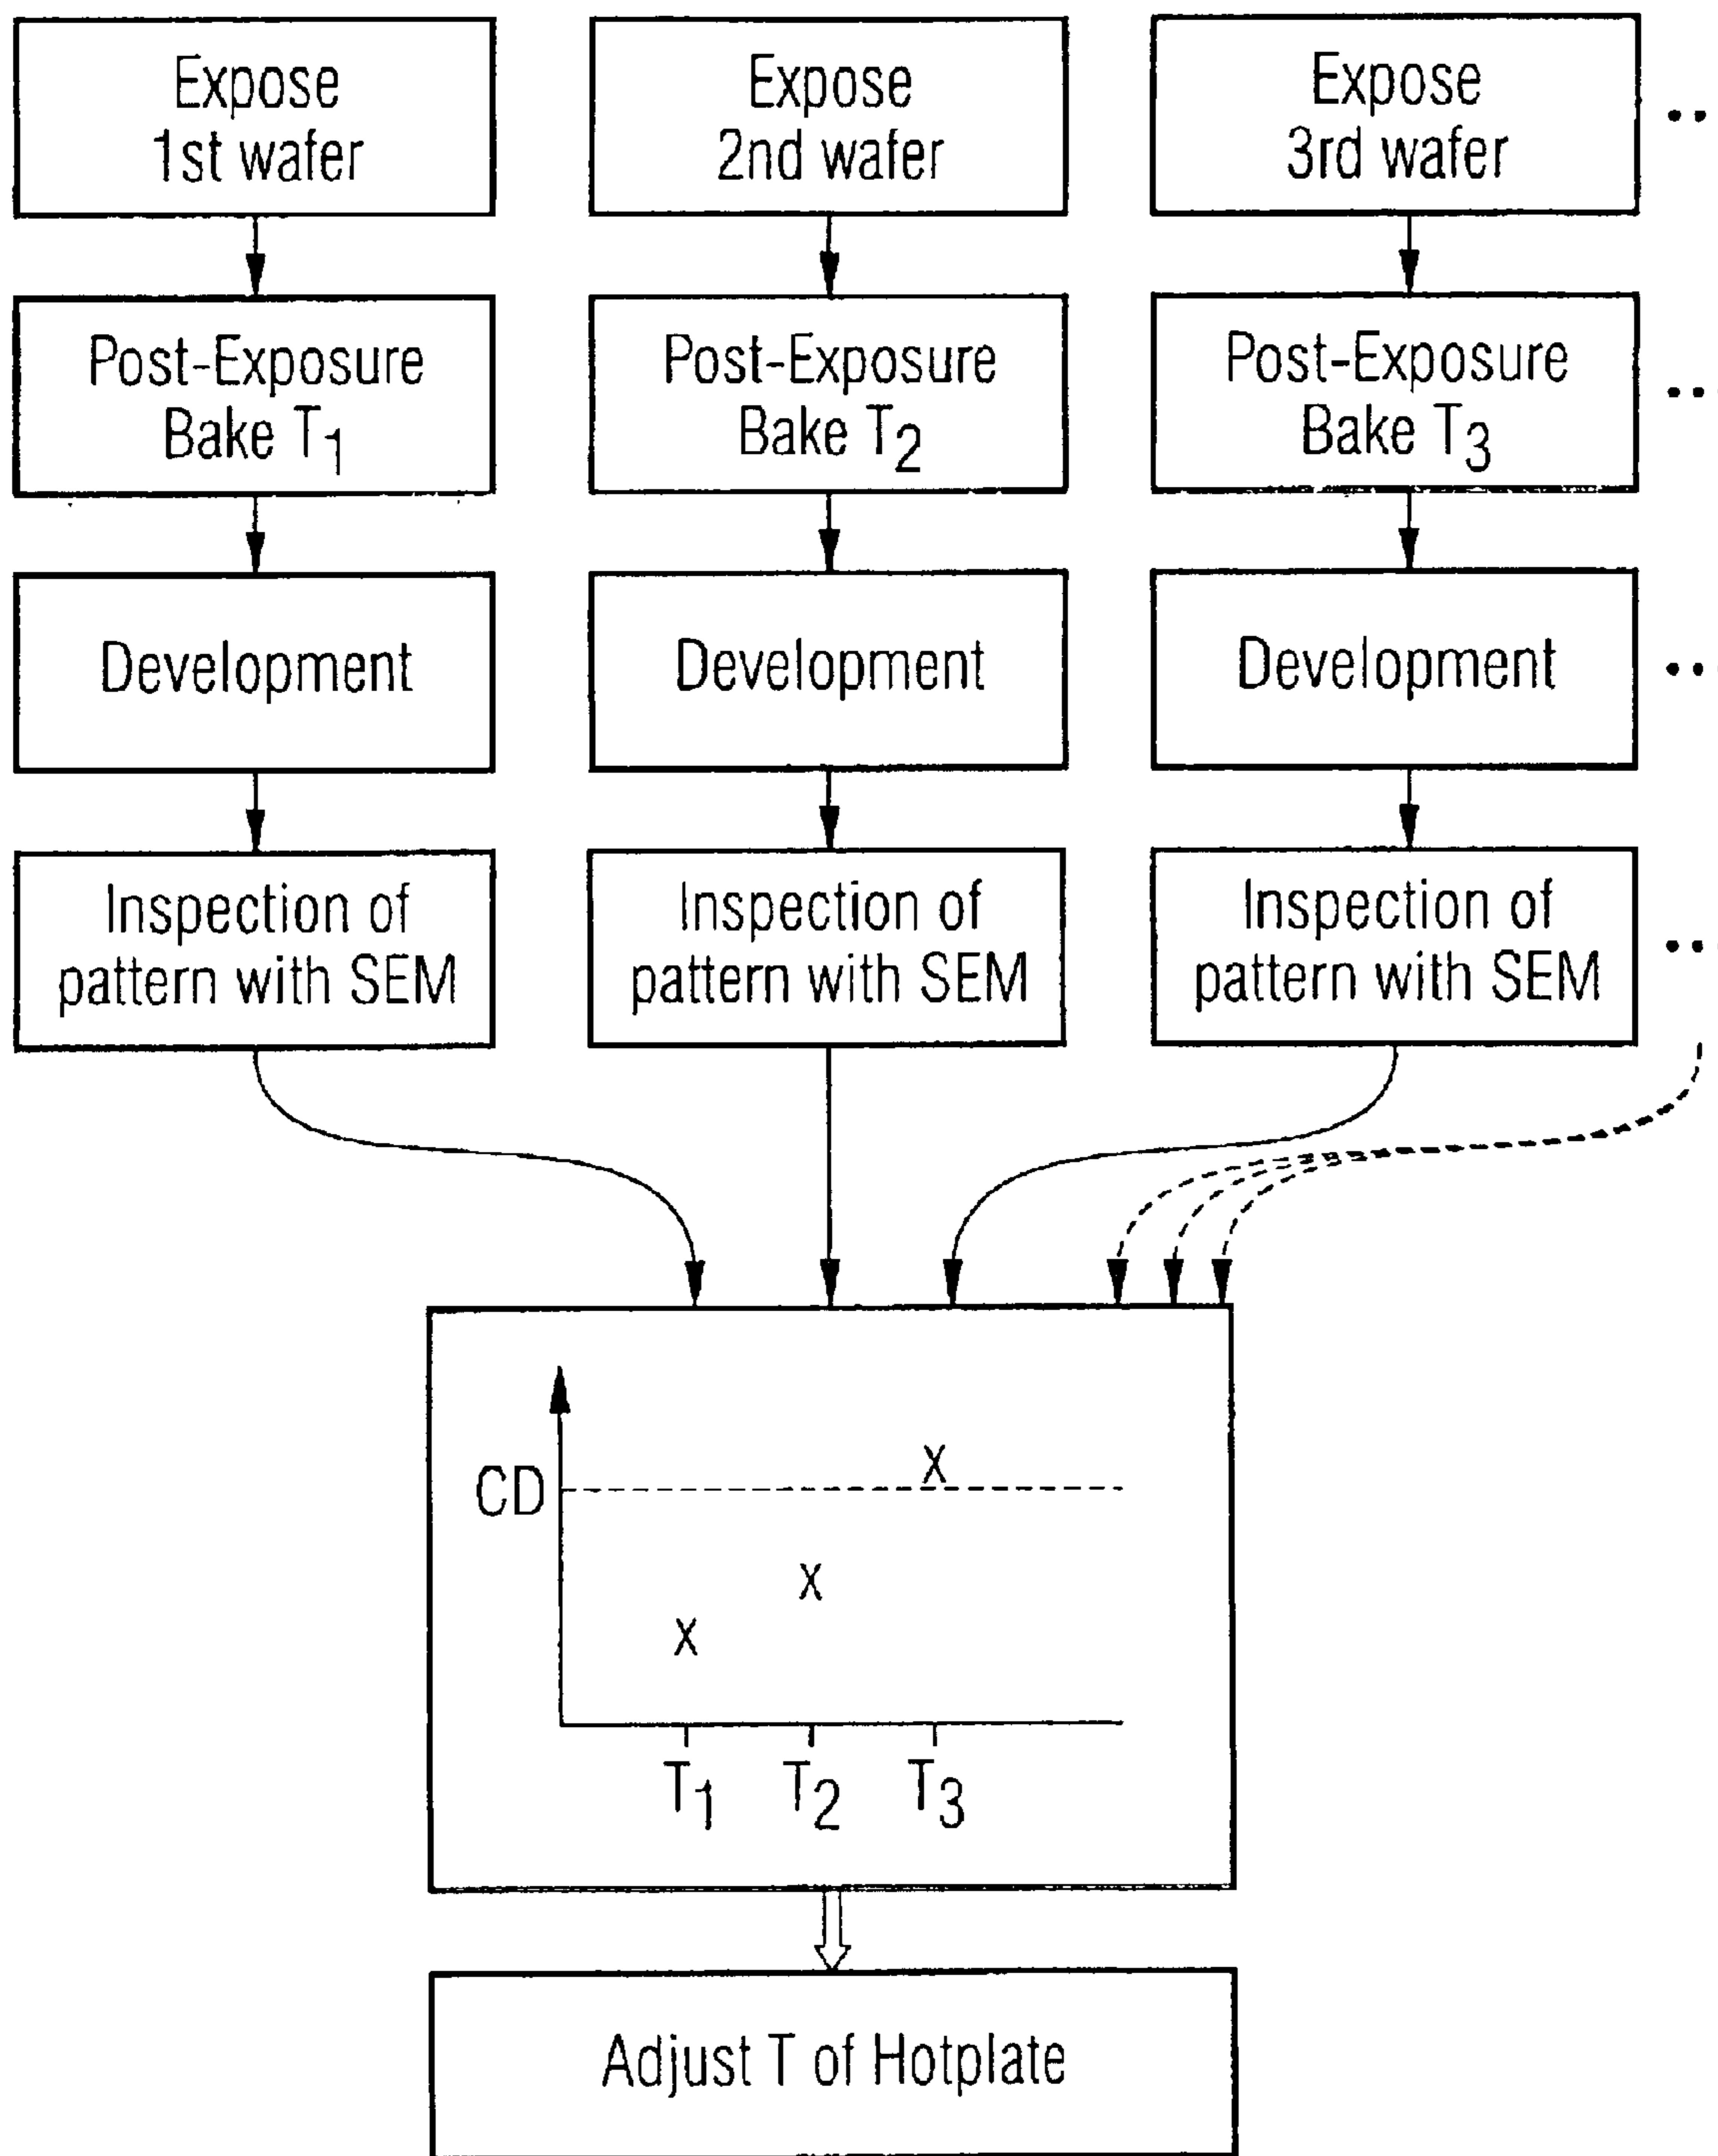 Expose
1st wafer
Expose
2nd wafer
Expose
3rd wafer
Post-Exposure
Bake T₁
Post-Exposure
Bake T₂
Post-Exposure
Bake T₃
Development
Development
Development
Inspection of
pattern with SEM
Inspection of
pattern with SEM
Inspection of
pattern with SEM
X
CD
X
X
T₁ T₂ T₃
Adjust T of Hotplate